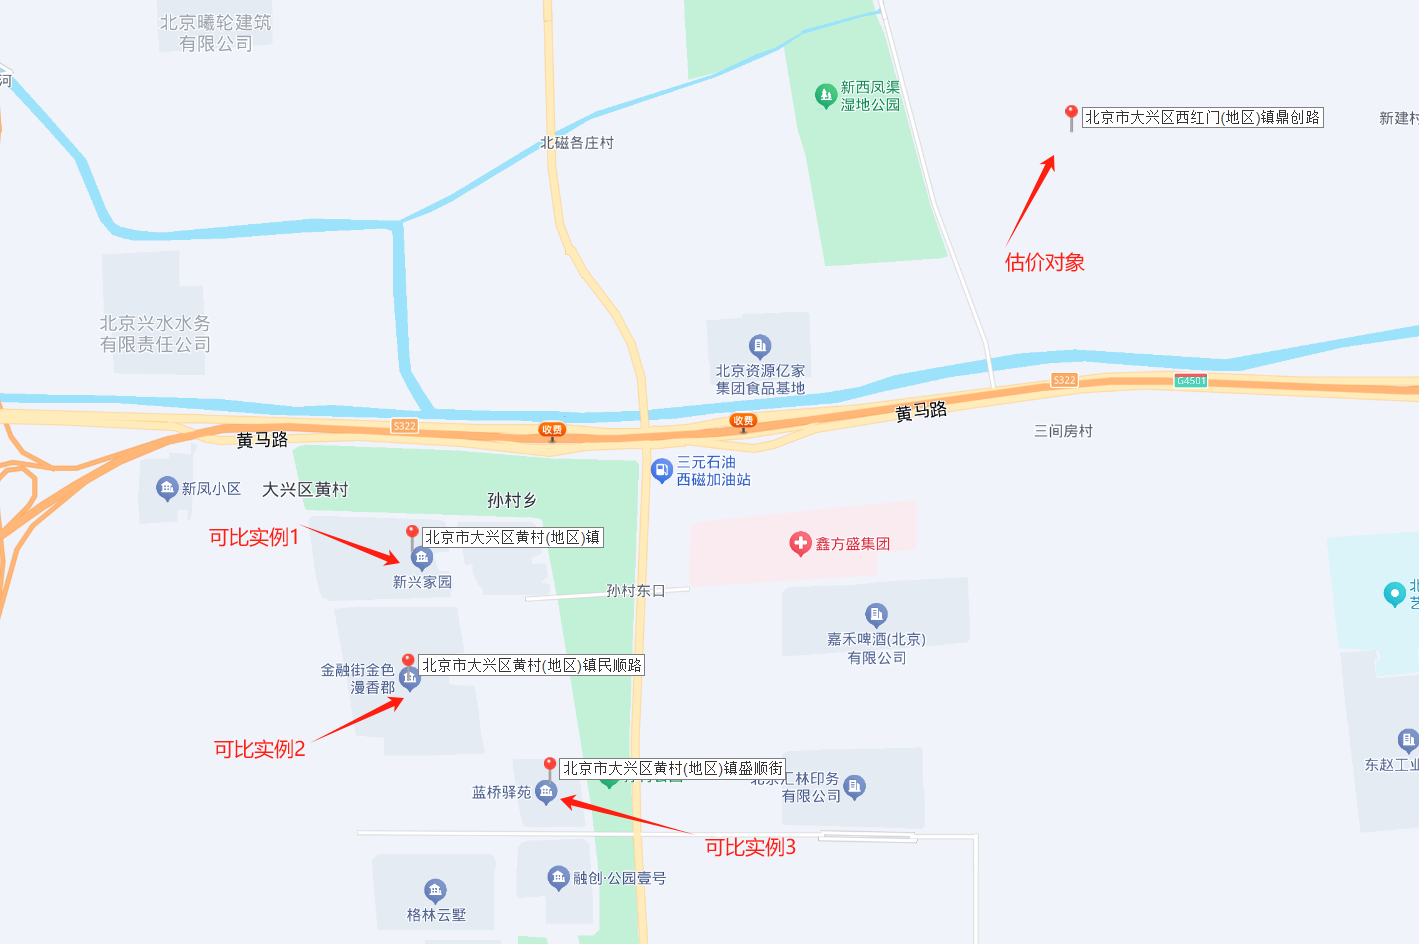 北京曦轮建筑
有限公司
河
新西凤渠
湿地公园
北京市大兴区西红门(地区)镇鼎创路
新建村
北磁各庄村
估价对象
北京兴水水务
有限责任公司
北京资源亿家
集团食品基地
S322
G4501
黄马路
收费
S322
收费
黄马路
三间房村
三元石油
西磁加油站
新凤小区
大兴区黄村
孙村乡
可比实例1
北京市大兴区黄村(地区)镇
鑫方盛集团
新兴家园
孙村东口
北
艺
嘉禾啤酒(北京)
有限公司
金融街金色
漫香郡
北京市大兴区黄村(地区)镇民顺路
可比实例2
北京市大兴区黄村(地区)镇盛顺街
北京汇林印务
有限公司
蓝桥驿苑
东赵工业
可比实例3
融创·公园壹号
格林云墅